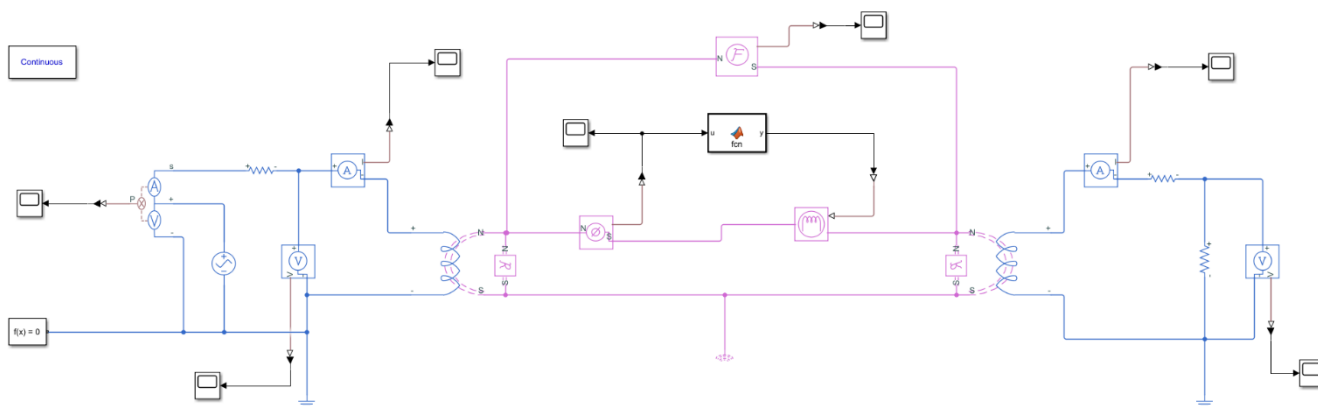 Continuous
F
N
S
u
y
fcn
A
I
A
I
S
P
A
+
-
V
+
-
N
Ø
S
+
V
V
+
-
N
S
N
S
N
S
N
S
+
-
+
-
+
-
+
V
V
f(x) = 0